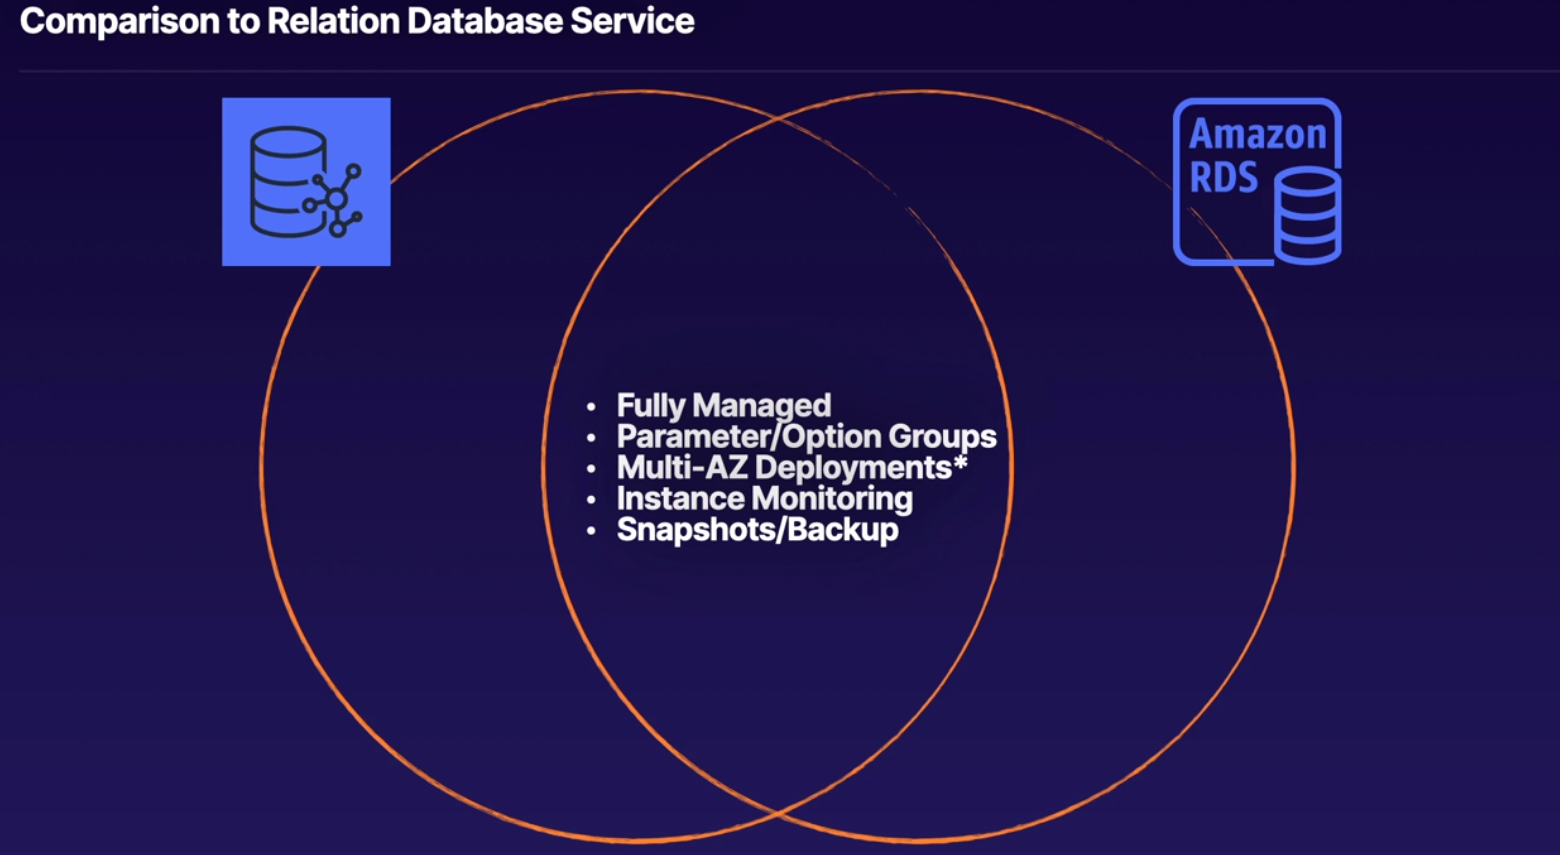 Comparison to Relation Database Service
Amazon
RDS
• Fully Managed
• Parameter/Option Groups
• Multi-AZ Deployments*
• Instance Monitoring
• Snapshots/Backup